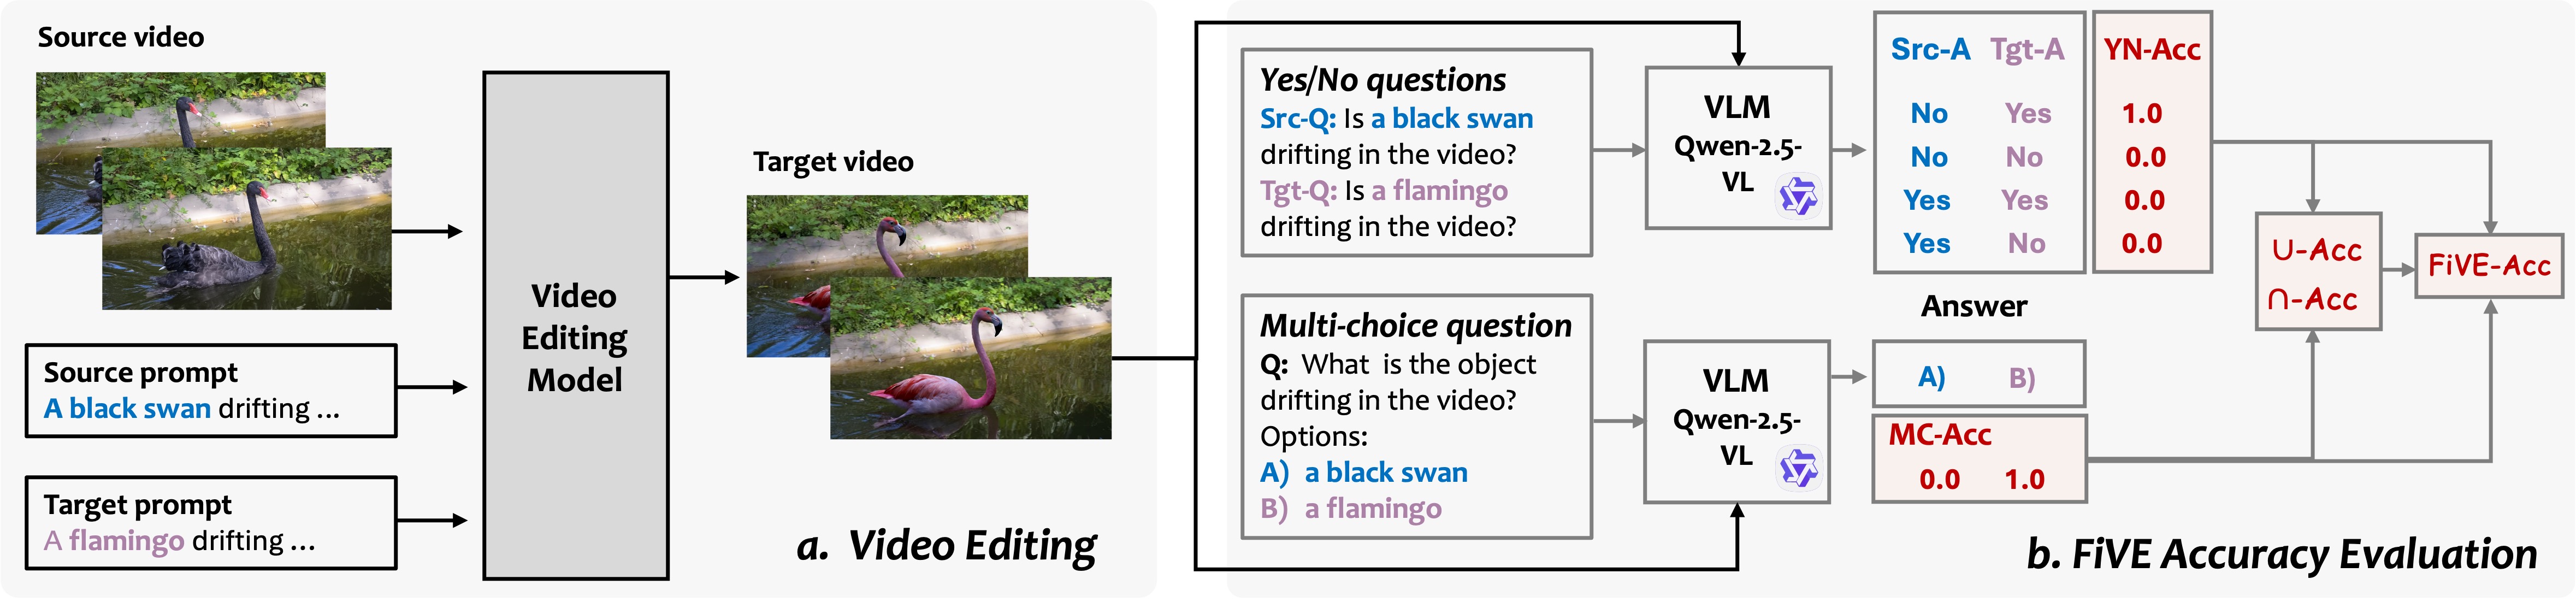 Source video
Source prompt
A black swan drifting ...
Target prompt
A flamingo drifting ...
Video
Editing
Model
Target video
a. Video Editing
Yes/No questions
Src-Q: Is a black swan
drifting in the video?
Tgt-Q: Is a flamingo
drifting in the video?
Multi-choice question
Q: What is the object
drifting in the video?
Options:
A) a black swan
B) a flamingo
VLM
Qwen-2.5-
VL
VLM
Qwen-2.5-
VL
Src-A Tgt-A YN-Acc
No Yes 1.0
No No 0.0
Yes Yes 0.0
Yes No 0.0
Answer
A) B)
MC-Acc
0.0 1.0
∪-Acc
∩-Acc
FiVE-Acc
b. FiVE Accuracy Evaluation